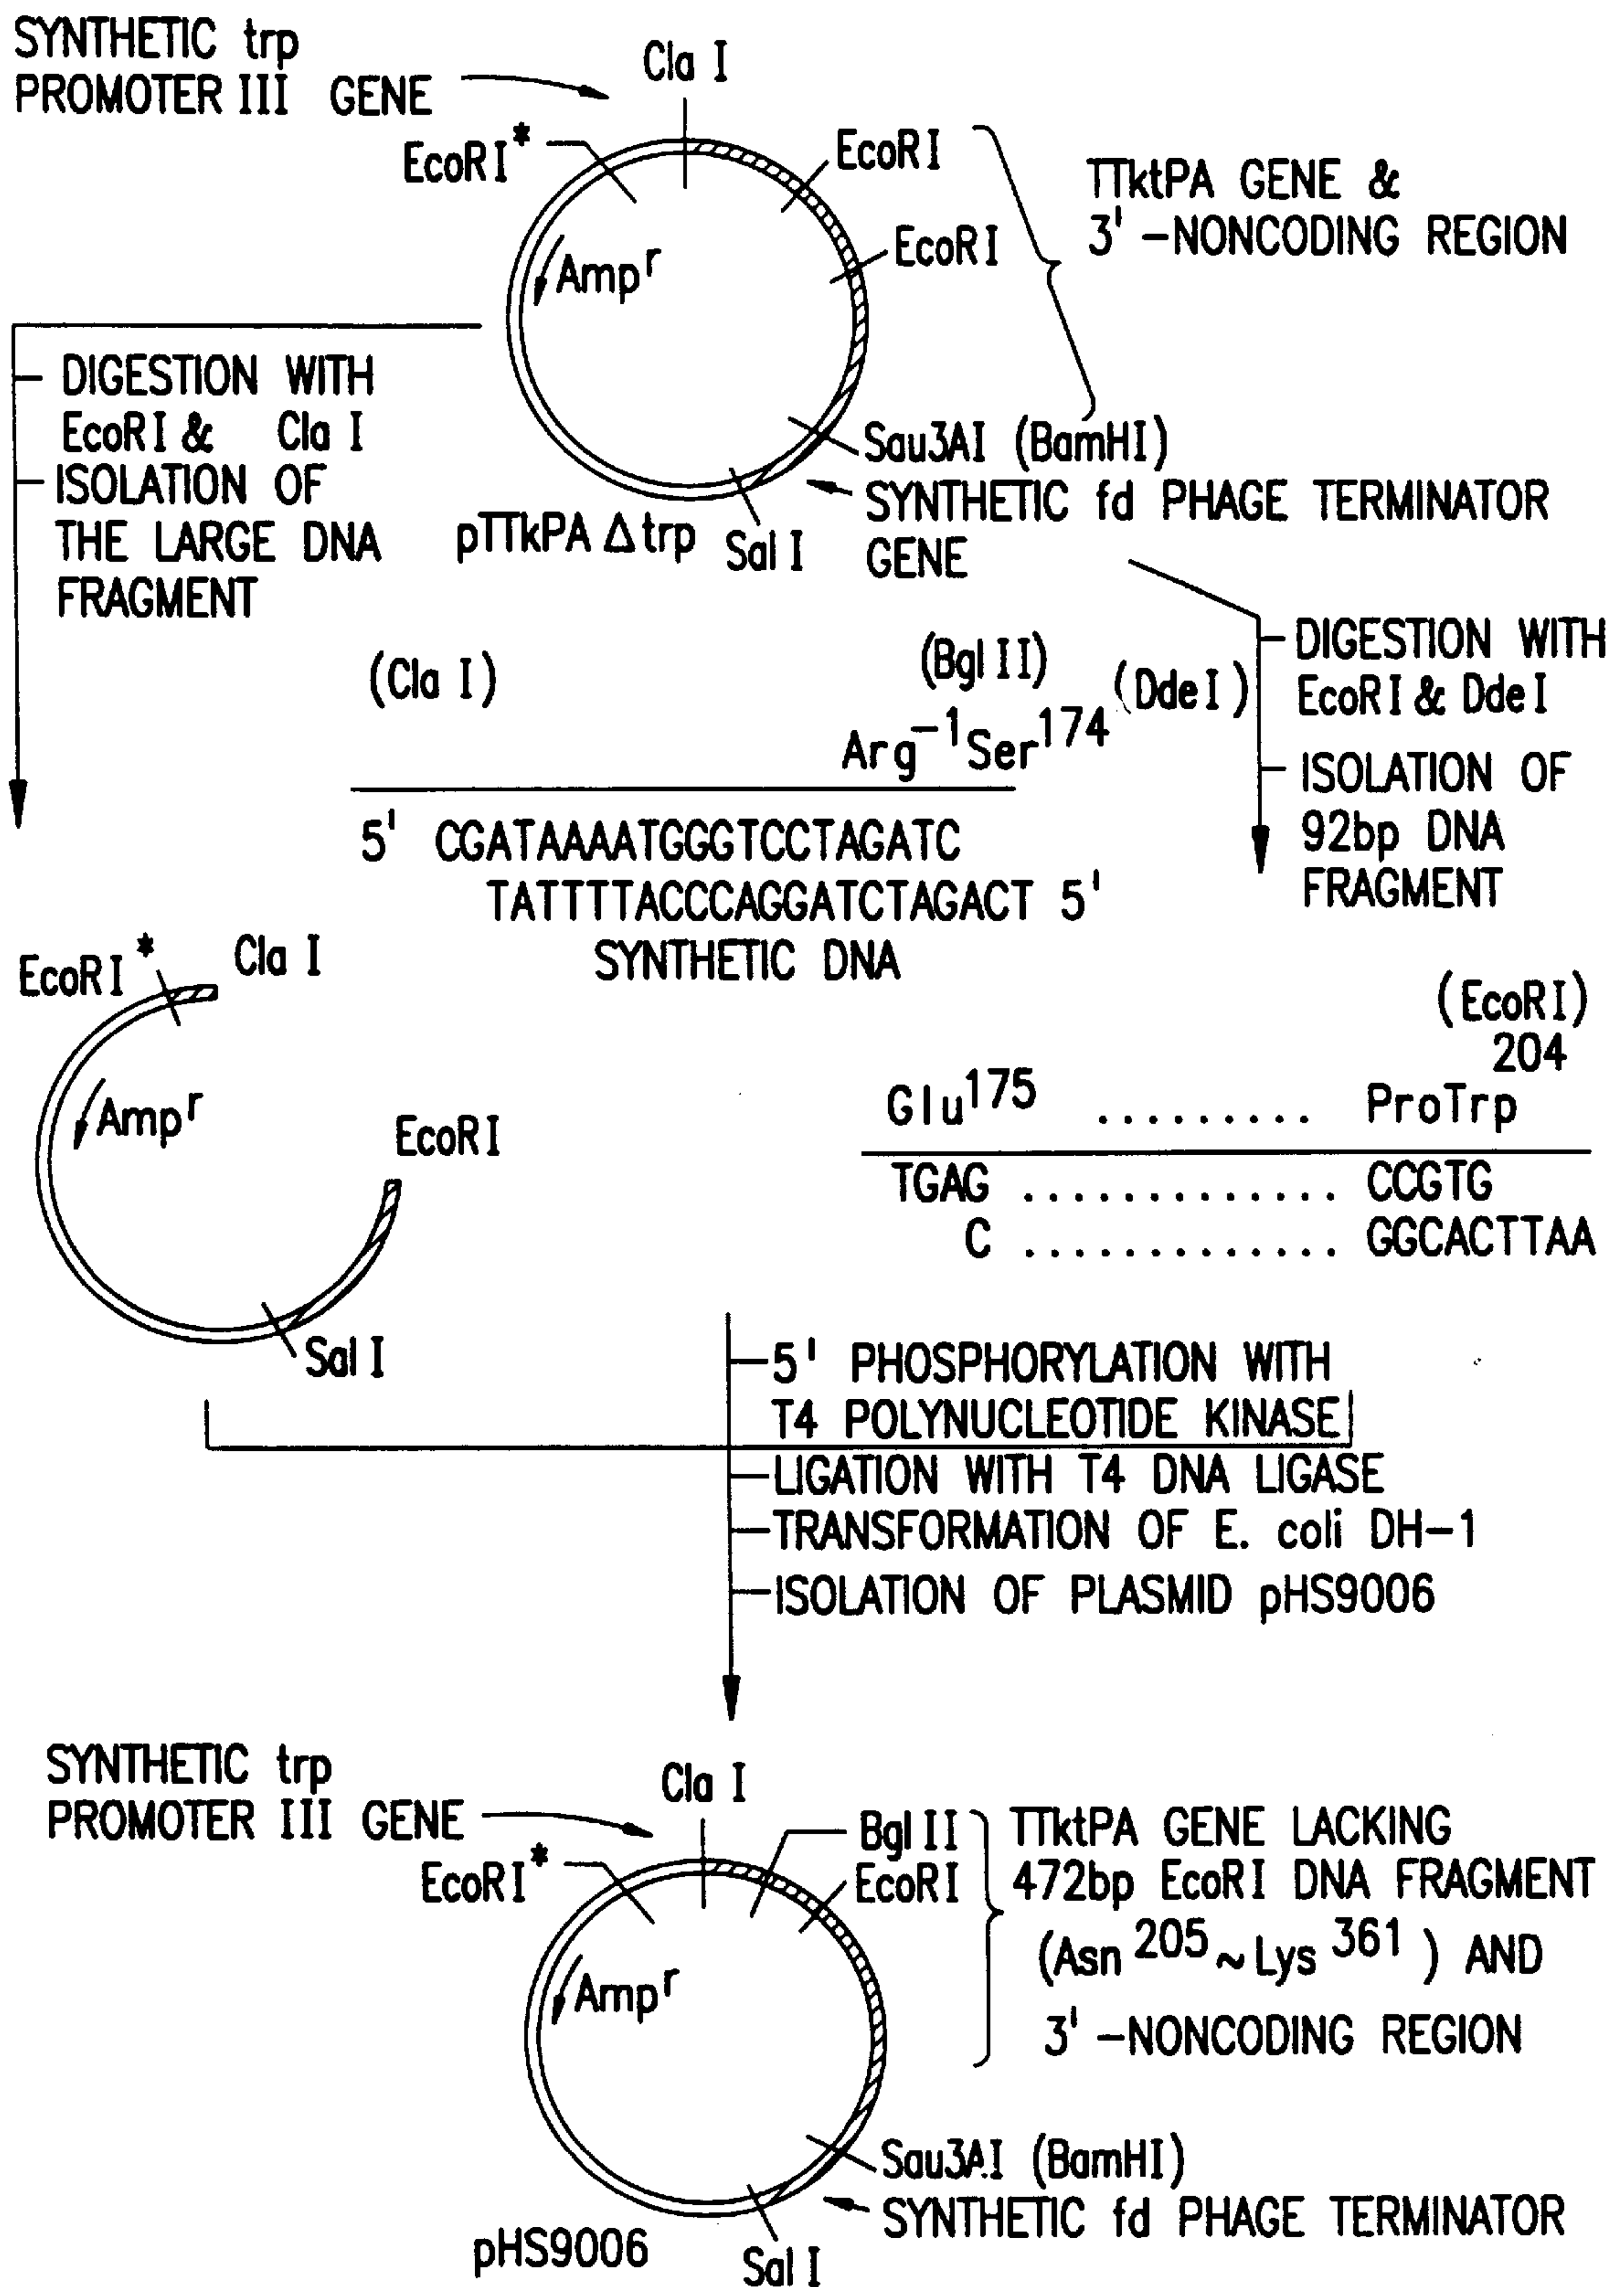 SYNTHETIC trp
PROMOTER III GENE
Cla I
EcoRI*
EcoRI
EcoRI
TTktPA GENE &
3' -NONCODING REGION
Amp r
DIGESTION WITH
EcoRI & Cla I
ISOLATION OF
THE LARGE DNA
FRAGMENT
Sau3AI (BamHI)
SYNTHETIC fd PHAGE TERMINATOR
GENE
pTTkPA Δ trp
Sal I
DIGESTION WITH
EcoRI & DdeI
ISOLATION OF
92bp DNA
FRAGMENT
(Cla I)
(Bgl II)
(DdeI)
Arg-1 Ser174
5' CGATAAAATGGGTCCTAGATC
TATTTTACCCAGGATCTAGACT 5'
SYNTHETIC DNA
EcoRI*
Cla I
Amp r
EcoRI
Sal I
(EcoRI)
204
Glu175 ......... ProTrp
TGAG ............. CCGTG
C ............. GGCACTTAA
5' PHOSPHORYLATION WITH
T4 POLYNUCLEOTIDE KINASE
LIGATION WITH T4 DNA LIGASE
TRANSFORMATION OF E. coli DH-1
ISOLATION OF PLASMID pHS9006
SYNTHETIC trp
PROMOTER III GENE
Cla I
EcoRI*
Bgl II
EcoRI
TTktPA GENE LACKING
472bp EcoRI DNA FRAGMENT
(Asn 205 ~ Lys 361 ) AND
3' -NONCODING REGION
Amp r
Sau3AI (BamHI)
SYNTHETIC fd PHAGE TERMINATOR
pHS9006
Sal I